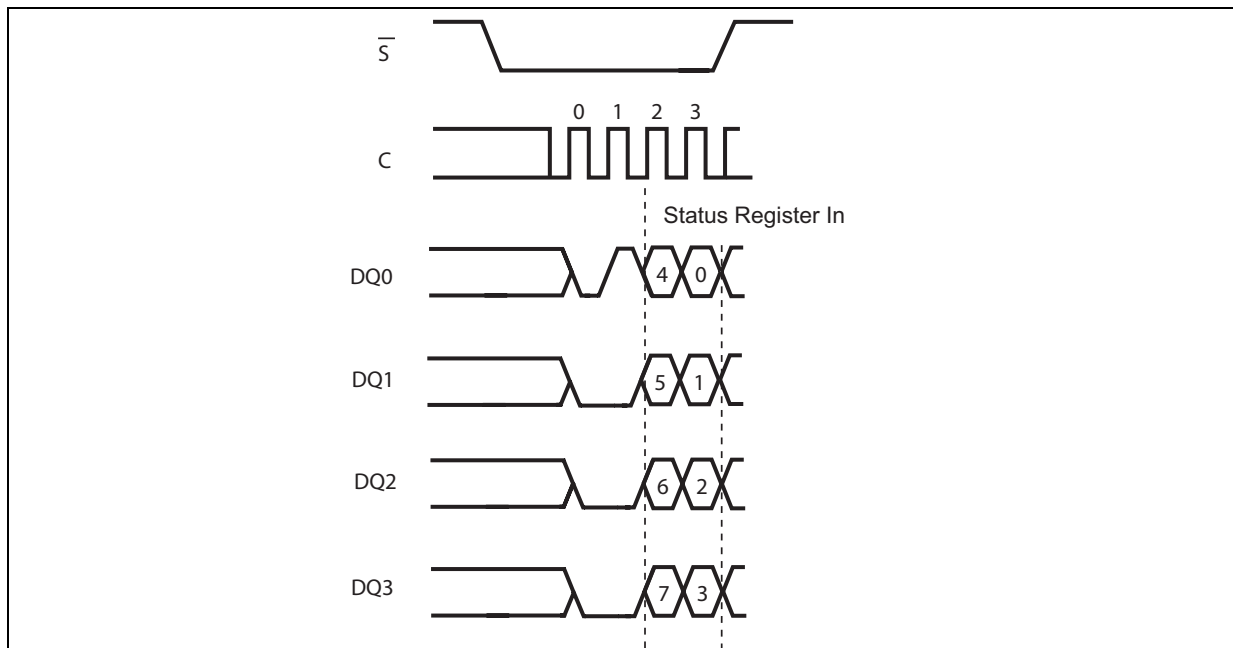 S̅
0 1 2 3
C
Status Register In
DQ0 4 0
DQ1 5 1
DQ2 6 2
DQ3 7 3